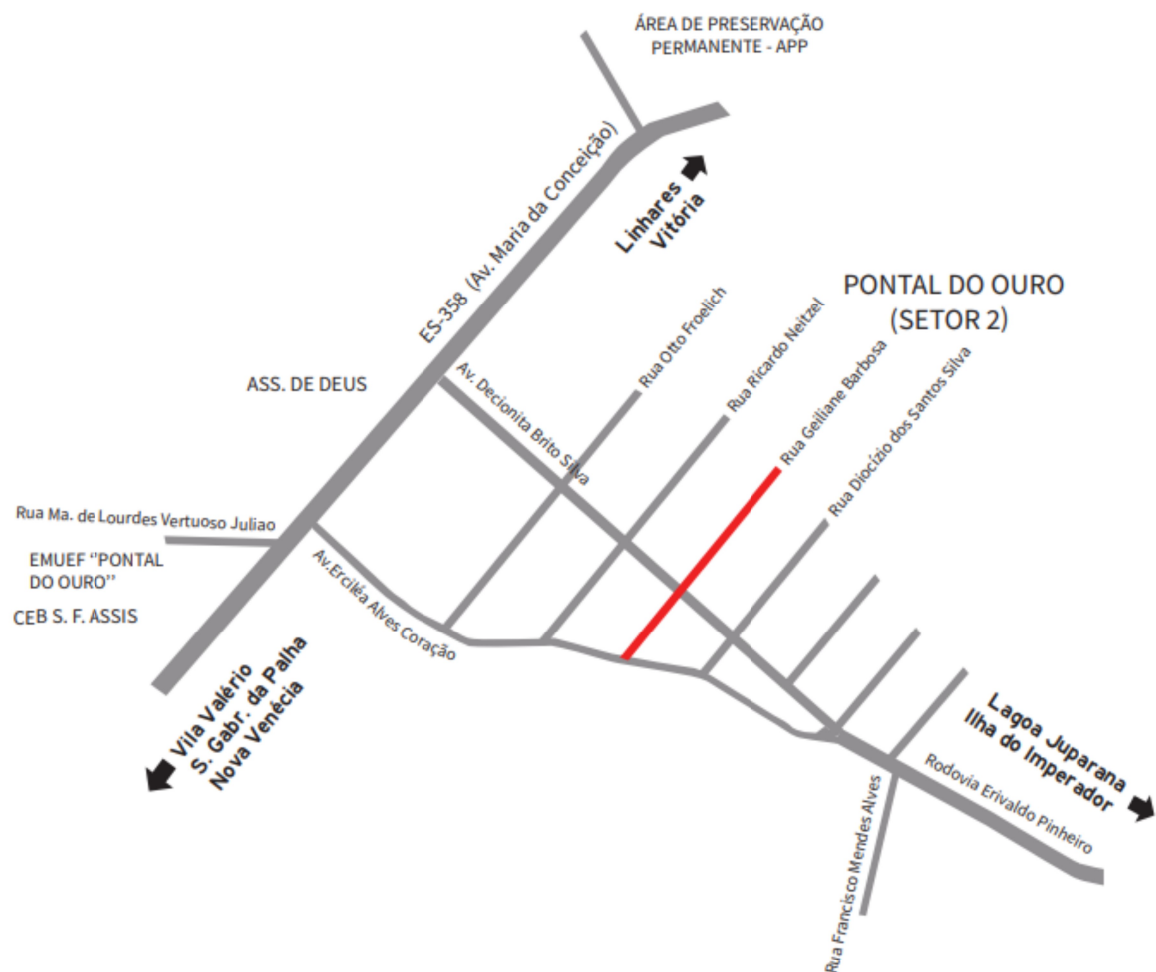 ÁREA DE PRESERVAÇÃO
PERMANENTE - APP
ES-358 (Av. Maria da Conceição)
Linhares
Vitória
PONTAL DO OURO
(SETOR 2)
Rua Otto Froelich
Rua Ricardo Neitzel
Rua Geiliane Barbosa
Rua Diocízio dos Santos Silva
ASS. DE DEUS
Av. Decionita Brito Silva
Rua Ma. de Lourdes Vertuoso Juliao
EMUEF "PONTAL
DO OURO''
CEB S. F. ASSIS
Av.Erciléa Alves Coração
Vila Valério
S. Gabr. da Palha
Nova Venécia
Lagoa Juparana
Ilha do Imperador
Rodovia Erivaldo Pinheiro
Rua Francisco Mendes Alves